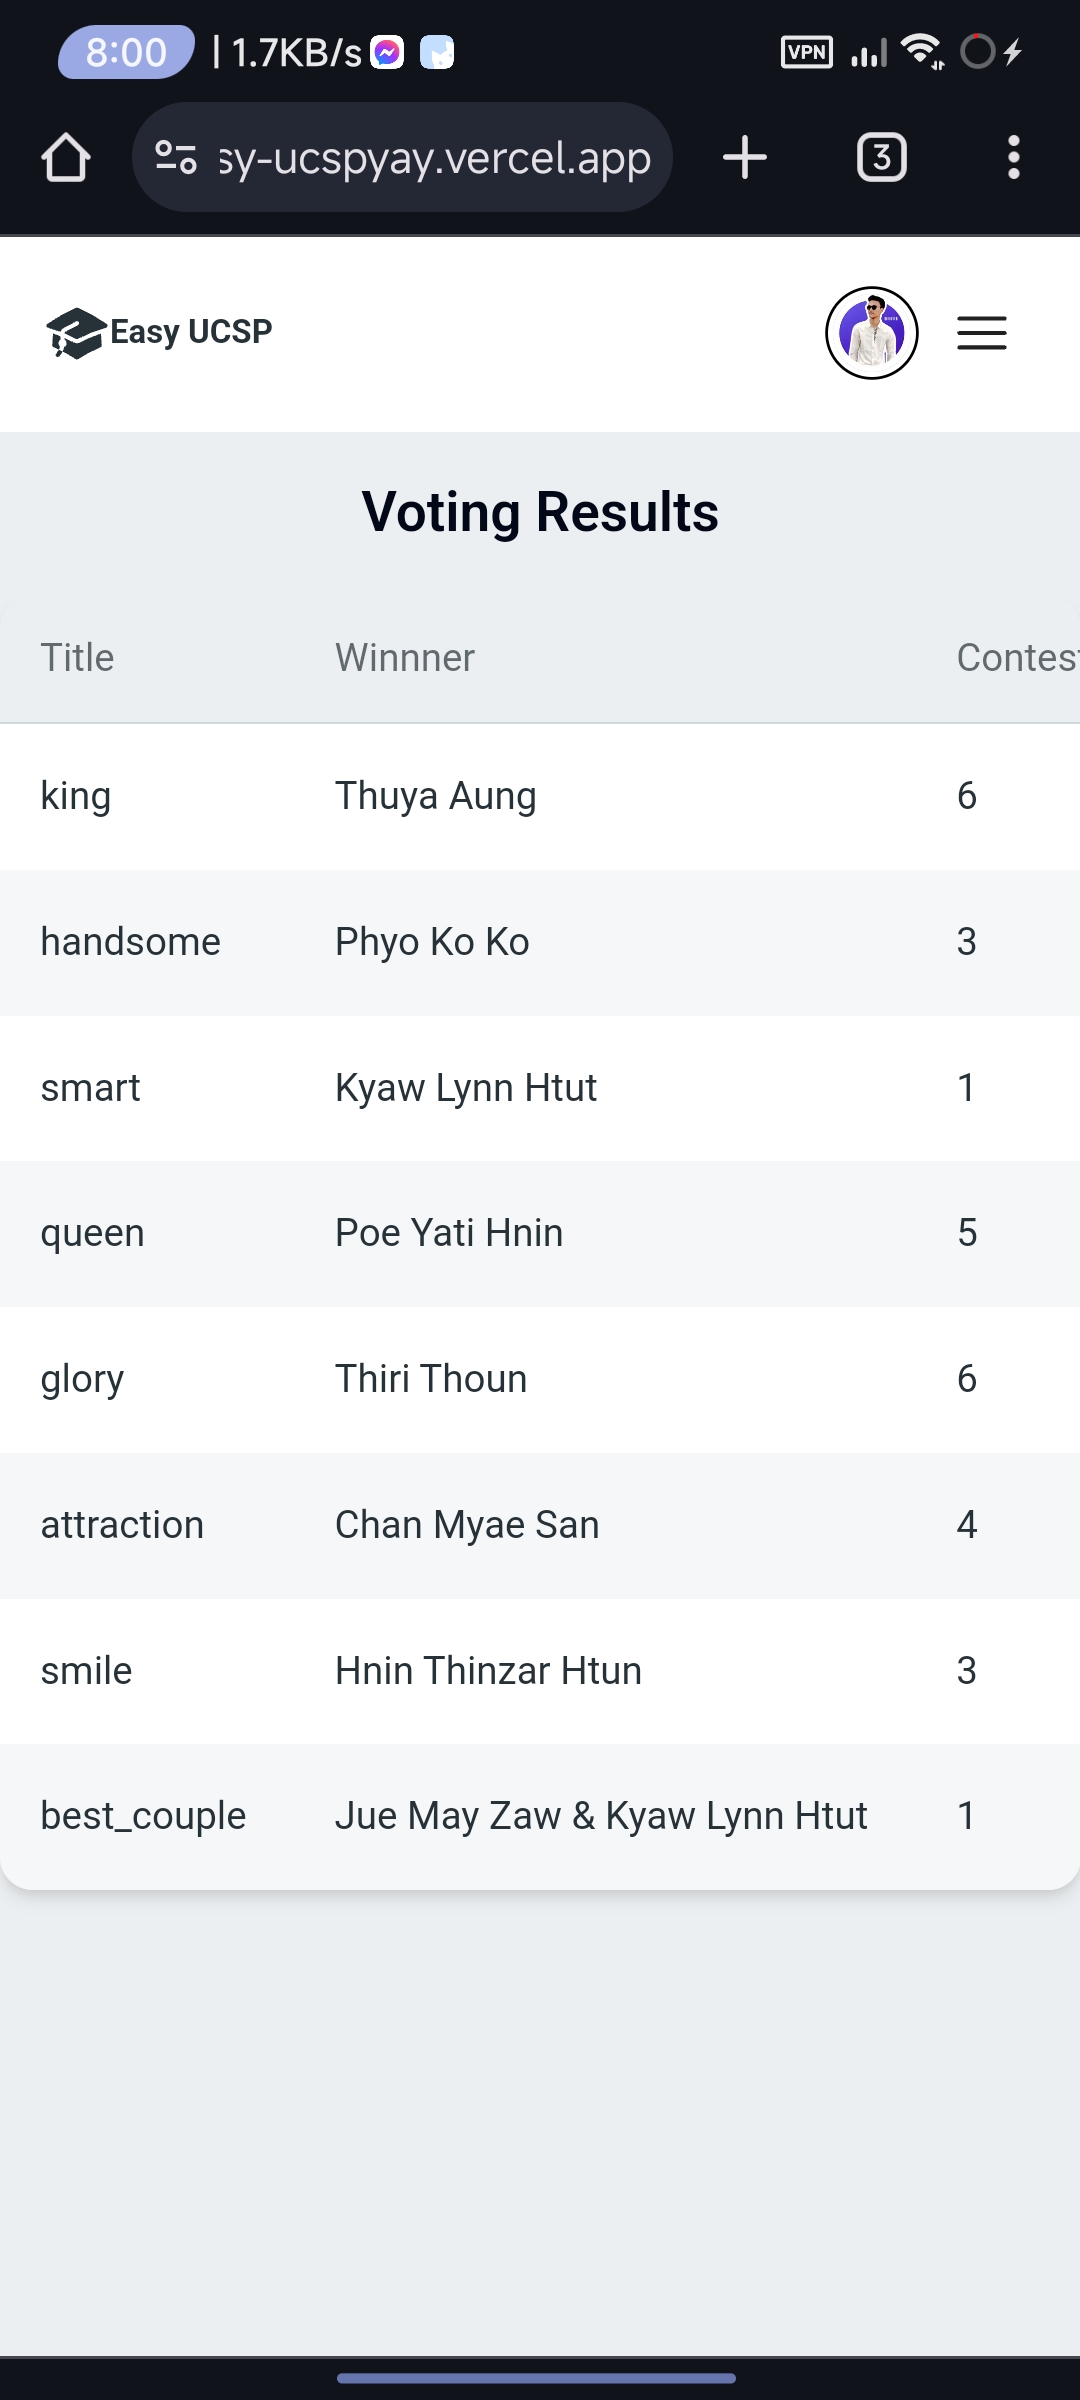 8:00 | 1.7KB/s VPN
sy-ucspyay.vercel.app 3
Easy UCSP
Voting Results
Title Winnner Contes
king Thuya Aung 6
handsome Phyo Ko Ko 3
smart Kyaw Lynn Htut 1
queen Poe Yati Hnin 5
glory Thiri Thoun 6
attraction Chan Myae San 4
smile Hnin Thinzar Htun 3
best_couple Jue May Zaw & Kyaw Lynn Htut 1